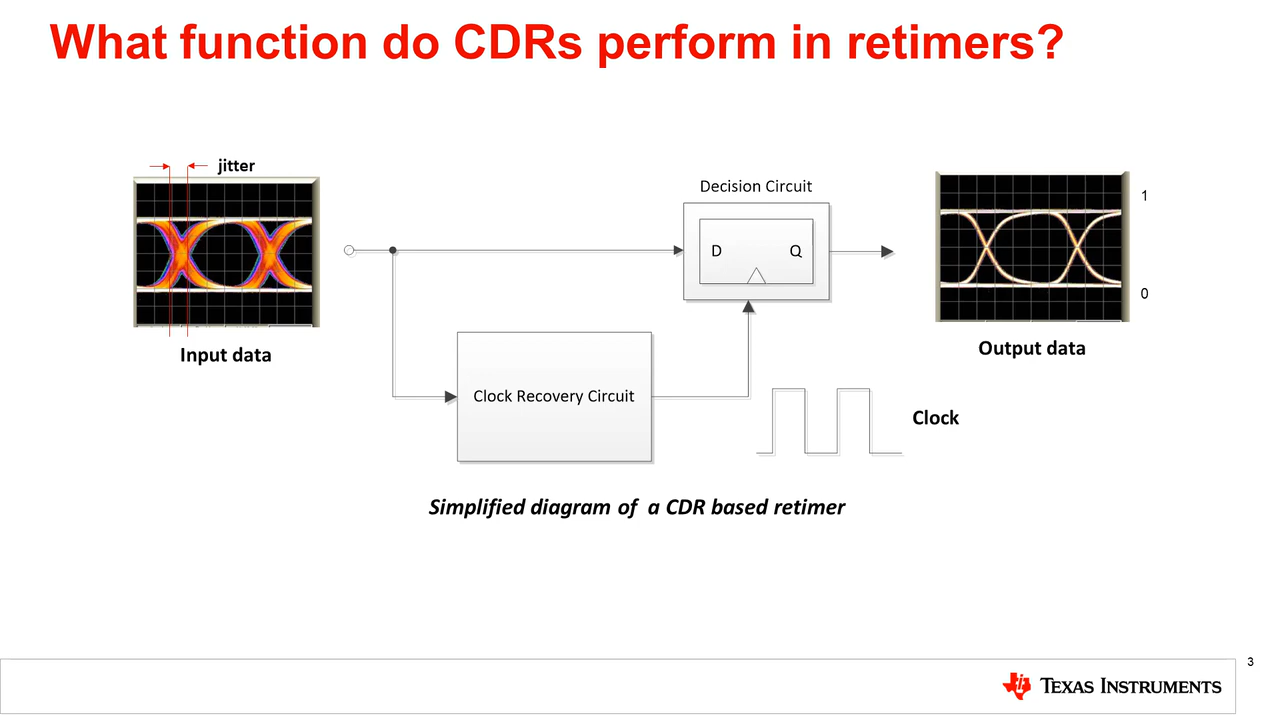 What function do CDRs perform in retimers?
jitter
Decision Circuit
D Q
1
0
Input data
Output data
Clock Recovery Circuit
Clock
Simplified diagram of a CDR based retimer
3
TEXAS INSTRUMENTS